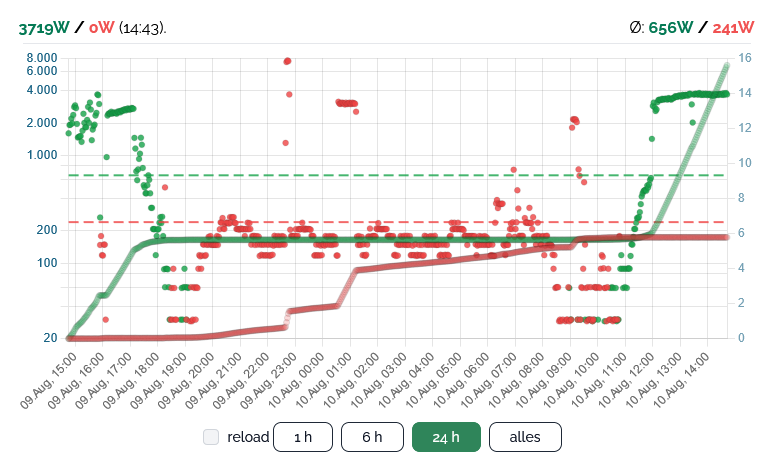 3719W / 0W (14:43).
Ø: 656W / 241W
8.000
6.000
4.000
2.000
1.000
200
100
20
16
14
12
10
8
6
4
2
0
09 Aug, 15:00
09 Aug, 16:00
09 Aug, 17:00
09 Aug, 18:00
09 Aug, 19:00
09 Aug, 20:00
09 Aug, 21:00
09 Aug, 22:00
09 Aug, 23:00
10 Aug, 00:00
10 Aug, 01:00
10 Aug, 02:00
10 Aug, 03:00
10 Aug, 04:00
10 Aug, 05:00
10 Aug, 06:00
10 Aug, 07:00
10 Aug, 08:00
10 Aug, 09:00
10 Aug, 10:00
10 Aug, 11:00
10 Aug, 12:00
10 Aug, 13:00
10 Aug, 14:00
reload 1 h 6 h 24 h alles